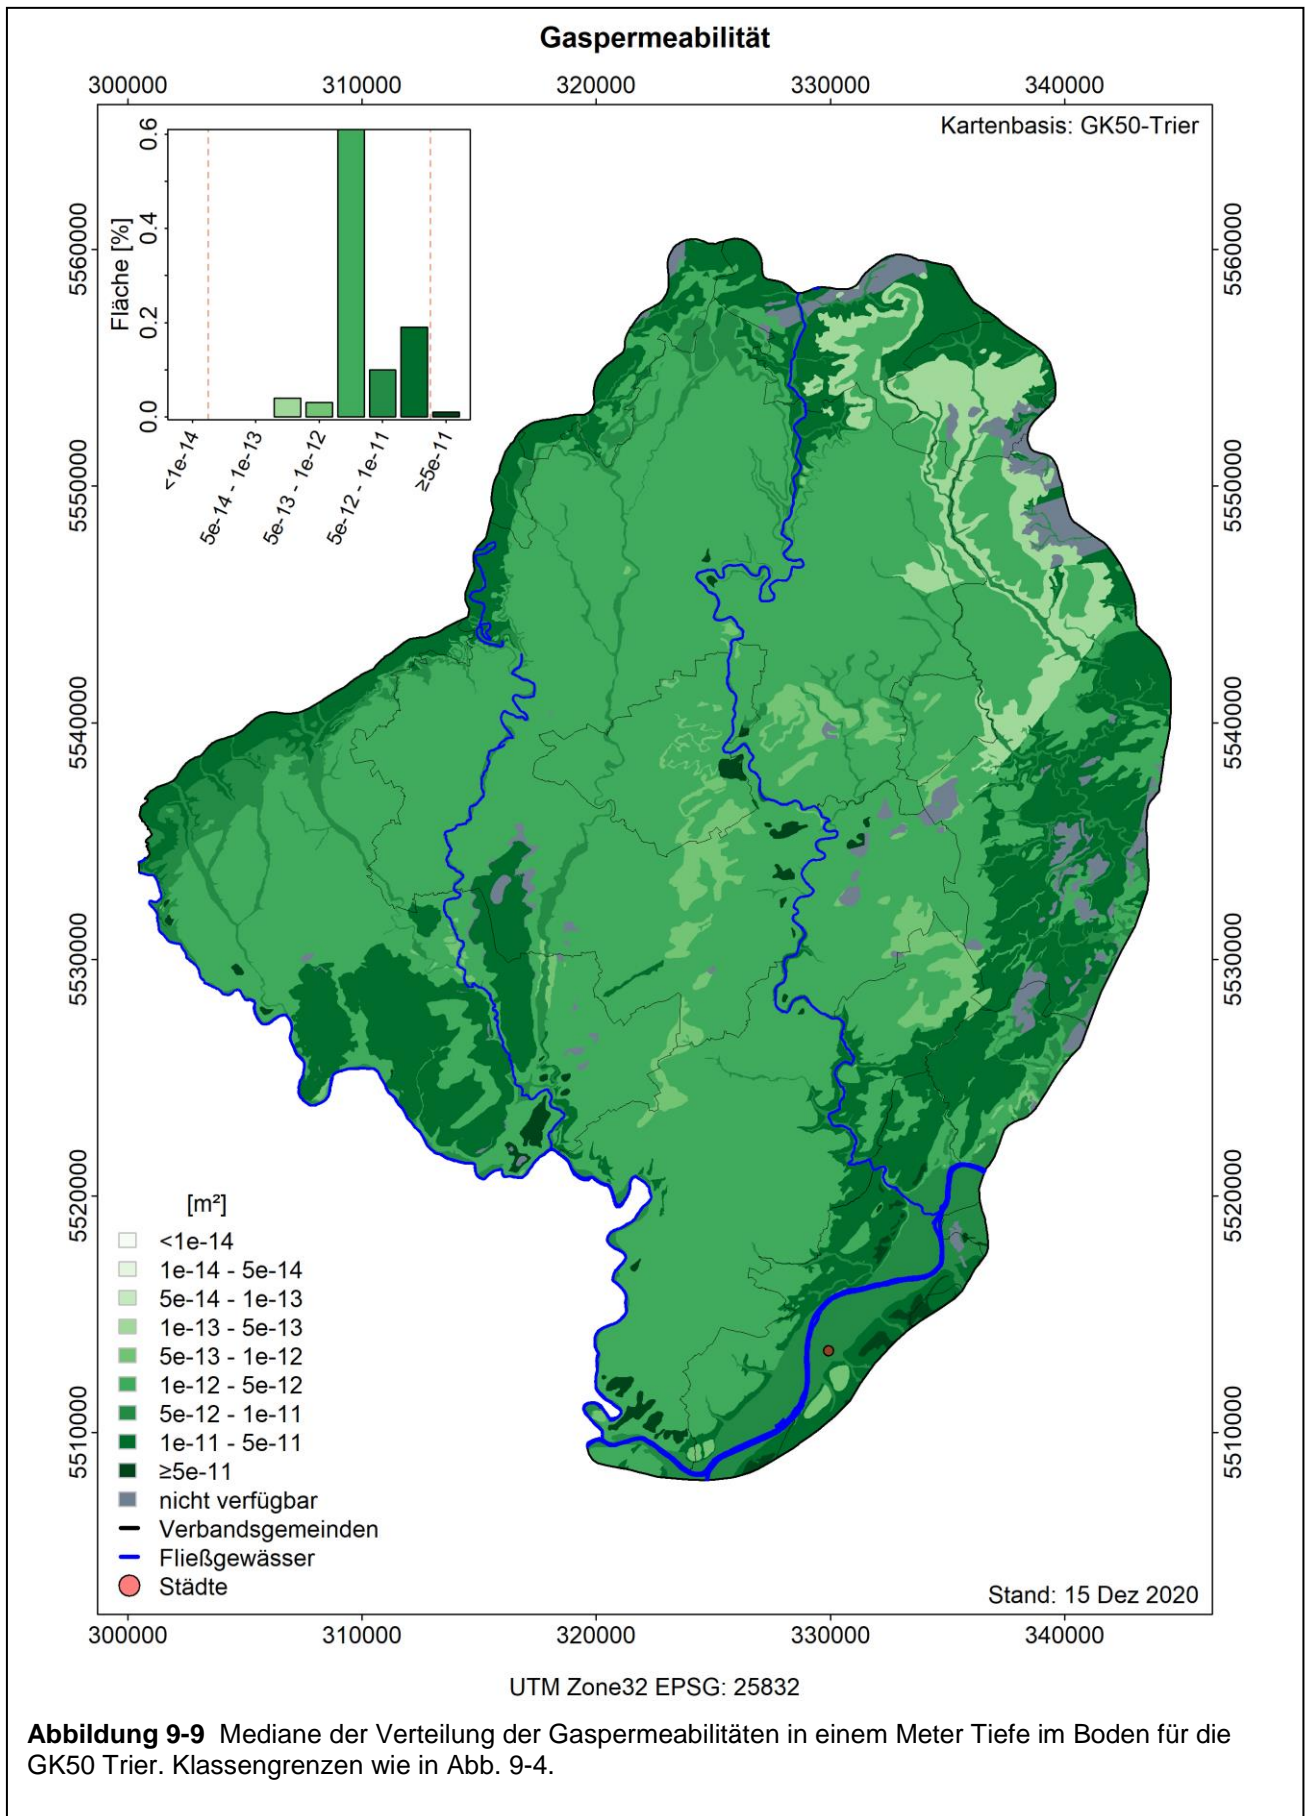 Gaspermeabilität
300000 310000 320000 330000 340000
Kartenbasis: GK50-Trier
0.6
0.4
0.2
0.0
Fläche [%]
<1e-14
5e-14 - 1e-13
5e-13 - 1e-12
5e-12 - 1e-11
≥5e-11
5560000 5560000
5550000 5550000
5540000 5540000
5530000 5530000
5520000 5520000
5510000 5510000
[m²]
<1e-14
1e-14 - 5e-14
5e-14 - 1e-13
1e-13 - 5e-13
5e-13 - 1e-12
1e-12 - 5e-12
5e-12 - 1e-11
1e-11 - 5e-11
≥5e-11
nicht verfügbar
Verbandsgemeinden
Fließgewässer
Städte
Stand: 15 Dez 2020
300000 310000 320000 330000 340000
UTM Zone32 EPSG: 25832
Abbildung 9-9 Mediane der Verteilung der Gaspermeabilitäten in einem Meter Tiefe im Boden für die
GK50 Trier. Klassengrenzen wie in Abb. 9-4.